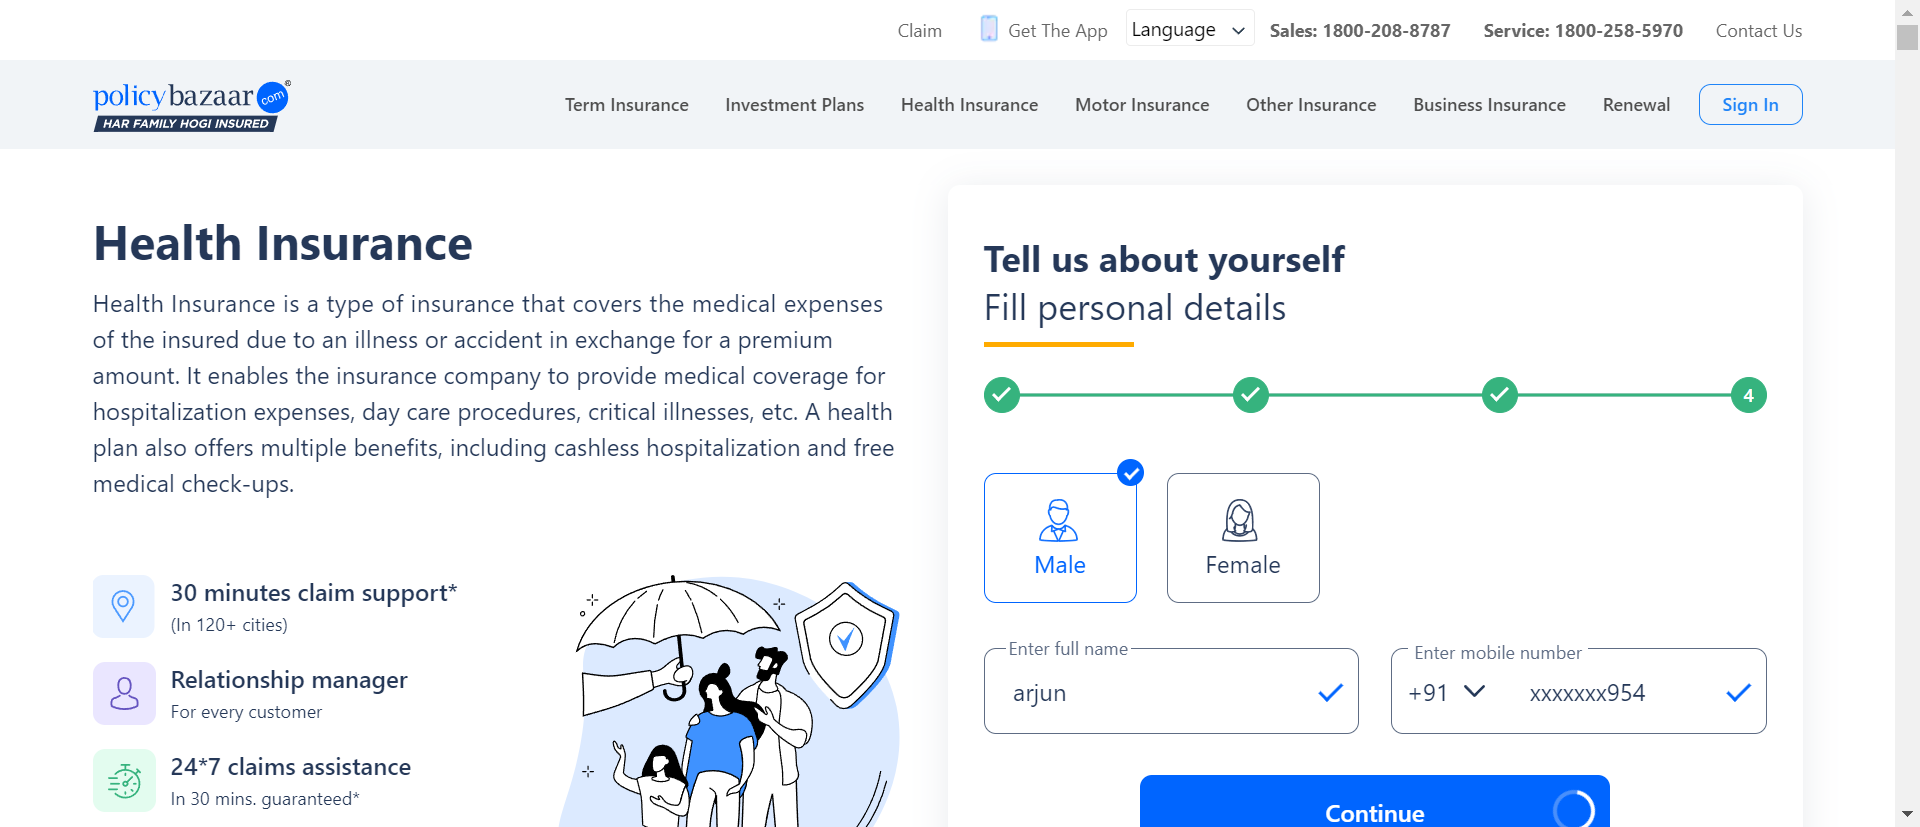 Claim Get The App Language Sales: 1800-208-8787 Service: 1800-258-5970 Contact Us
policybazaar.com®
HAR FAMILY HOGI INSURED
Term Insurance Investment Plans Health Insurance Motor Insurance Other Insurance Business Insurance Renewal Sign In
Health Insurance
Health Insurance is a type of insurance that covers the medical expenses
of the insured due to an illness or accident in exchange for a premium
amount. It enables the insurance company to provide medical coverage for
hospitalization expenses, day care procedures, critical illnesses, etc. A health
plan also offers multiple benefits, including cashless hospitalization and free
medical check-ups.
30 minutes claim support*
(In 120+ cities)
Relationship manager
For every customer
24*7 claims assistance
In 30 mins. guaranteed*
Tell us about yourself
Fill personal details
4
Male Female
Enter full name
arjun
Enter mobile number
+91 xxxxxxx954
Continue